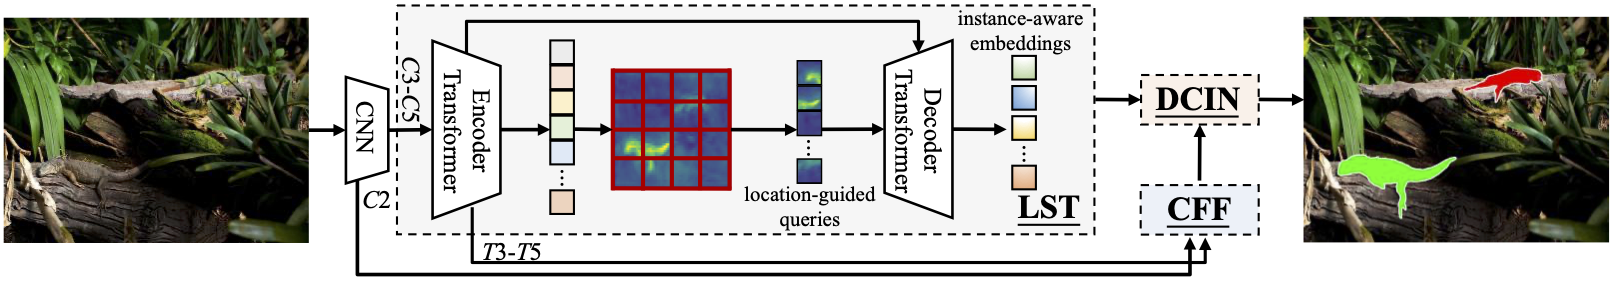 CNN
C3-C5
C2
Encoder
Transformer
T3-T5
location-guided
queries
Decoder
Transformer
instance-aware
embeddings
LST
DCIN
CFF